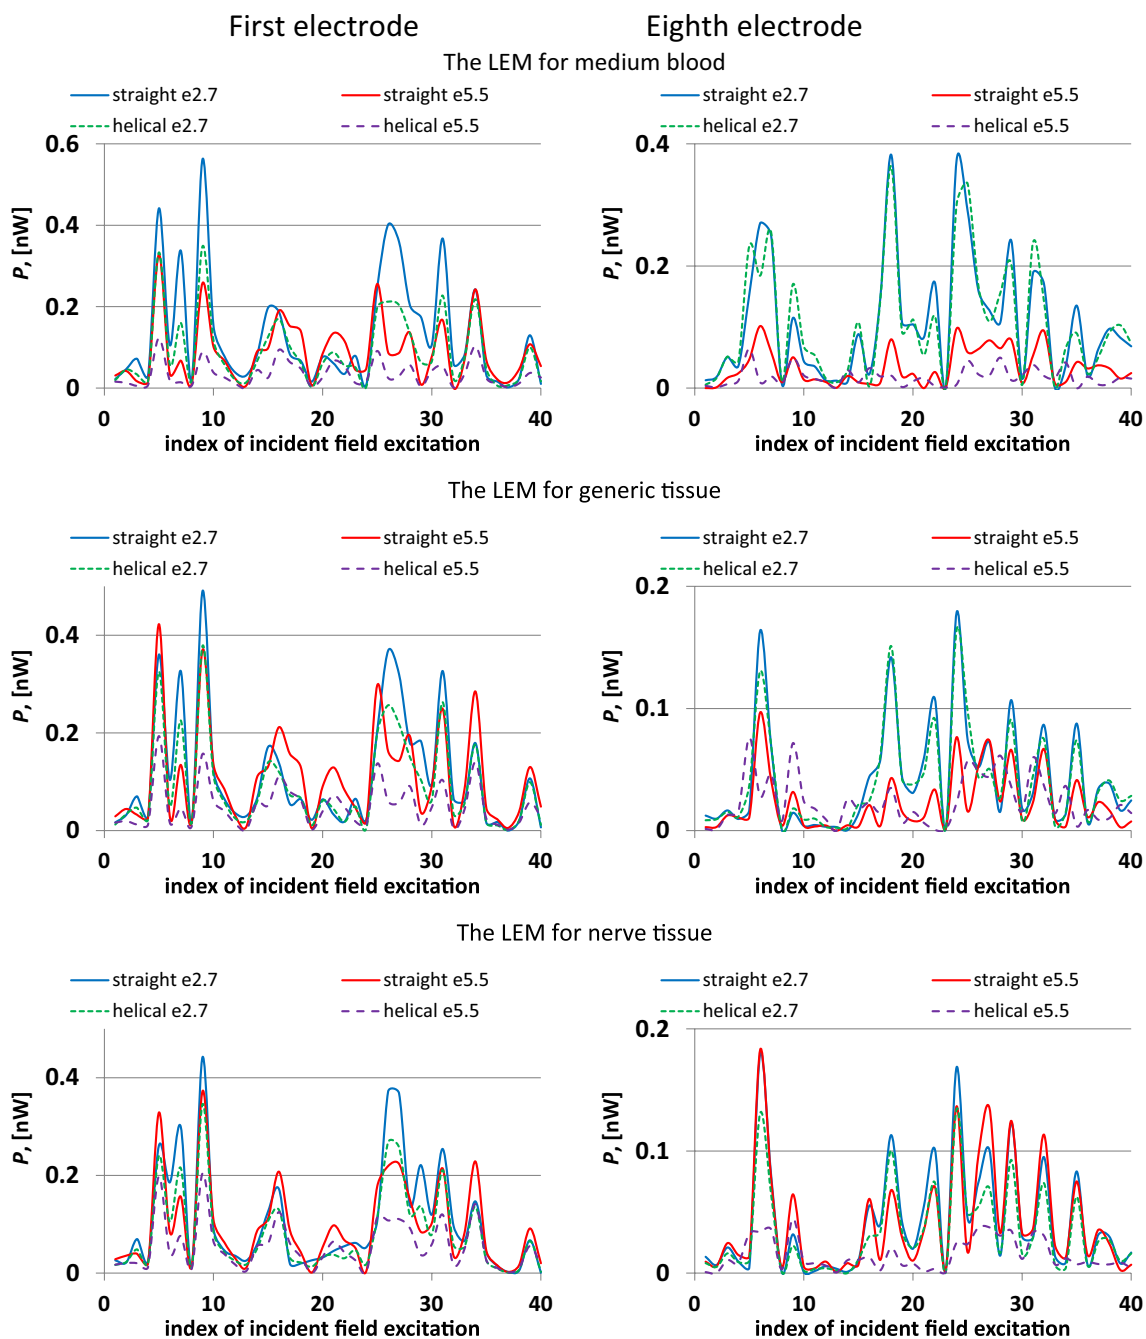 First electrode Eighth electrode
The LEM for medium blood
straight e2.7 straight e5.5 straight e2.7 straight e5.5
helical e2.7 helical e5.5 helical e2.7 helical e5.5
0.6 0.4
0.4
0.2
0.2
0 0
P, [nW] P, [nW]
0 10 20 30 40 0 10 20 30 40
index of incident field excitation index of incident field excitation
The LEM for generic tissue
straight e2.7 straight e5.5 straight e2.7 straight e5.5
helical e2.7 helical e5.5 helical e2.7 helical e5.5
0.2
0.4
0.1
0.2
0 0
P, [nW] P, [nW]
0 10 20 30 40 0 10 20 30 40
index of incident field excitation index of incident field excitation
The LEM for nerve tissue
straight e2.7 straight e5.5 straight e2.7 straight e5.5
helical e2.7 helical e5.5 helical e2.7 helical e5.5
0.2
0.4
0.1
0.2
0 0
P, [nW] P, [nW]
0 10 20 30 40 0 10 20 30 40
index of incident field excitation index of incident field excitation